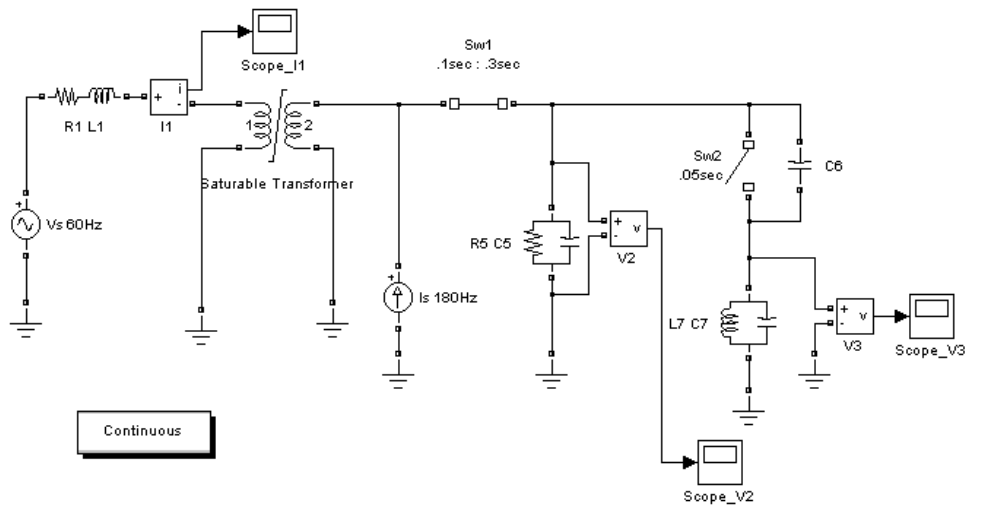 Scope_I1
Sw1
.1sec : .3sec
i
+
-
R1 L1
I1
1
2
Sw2
.05sec
C6
Saturable Transformer
+
Vs 60Hz
R5 C5
+
-
v
V2
+
Is 180Hz
L7 C7
+
-
v
V3
Scope_V3
Continuous
Scope_V2